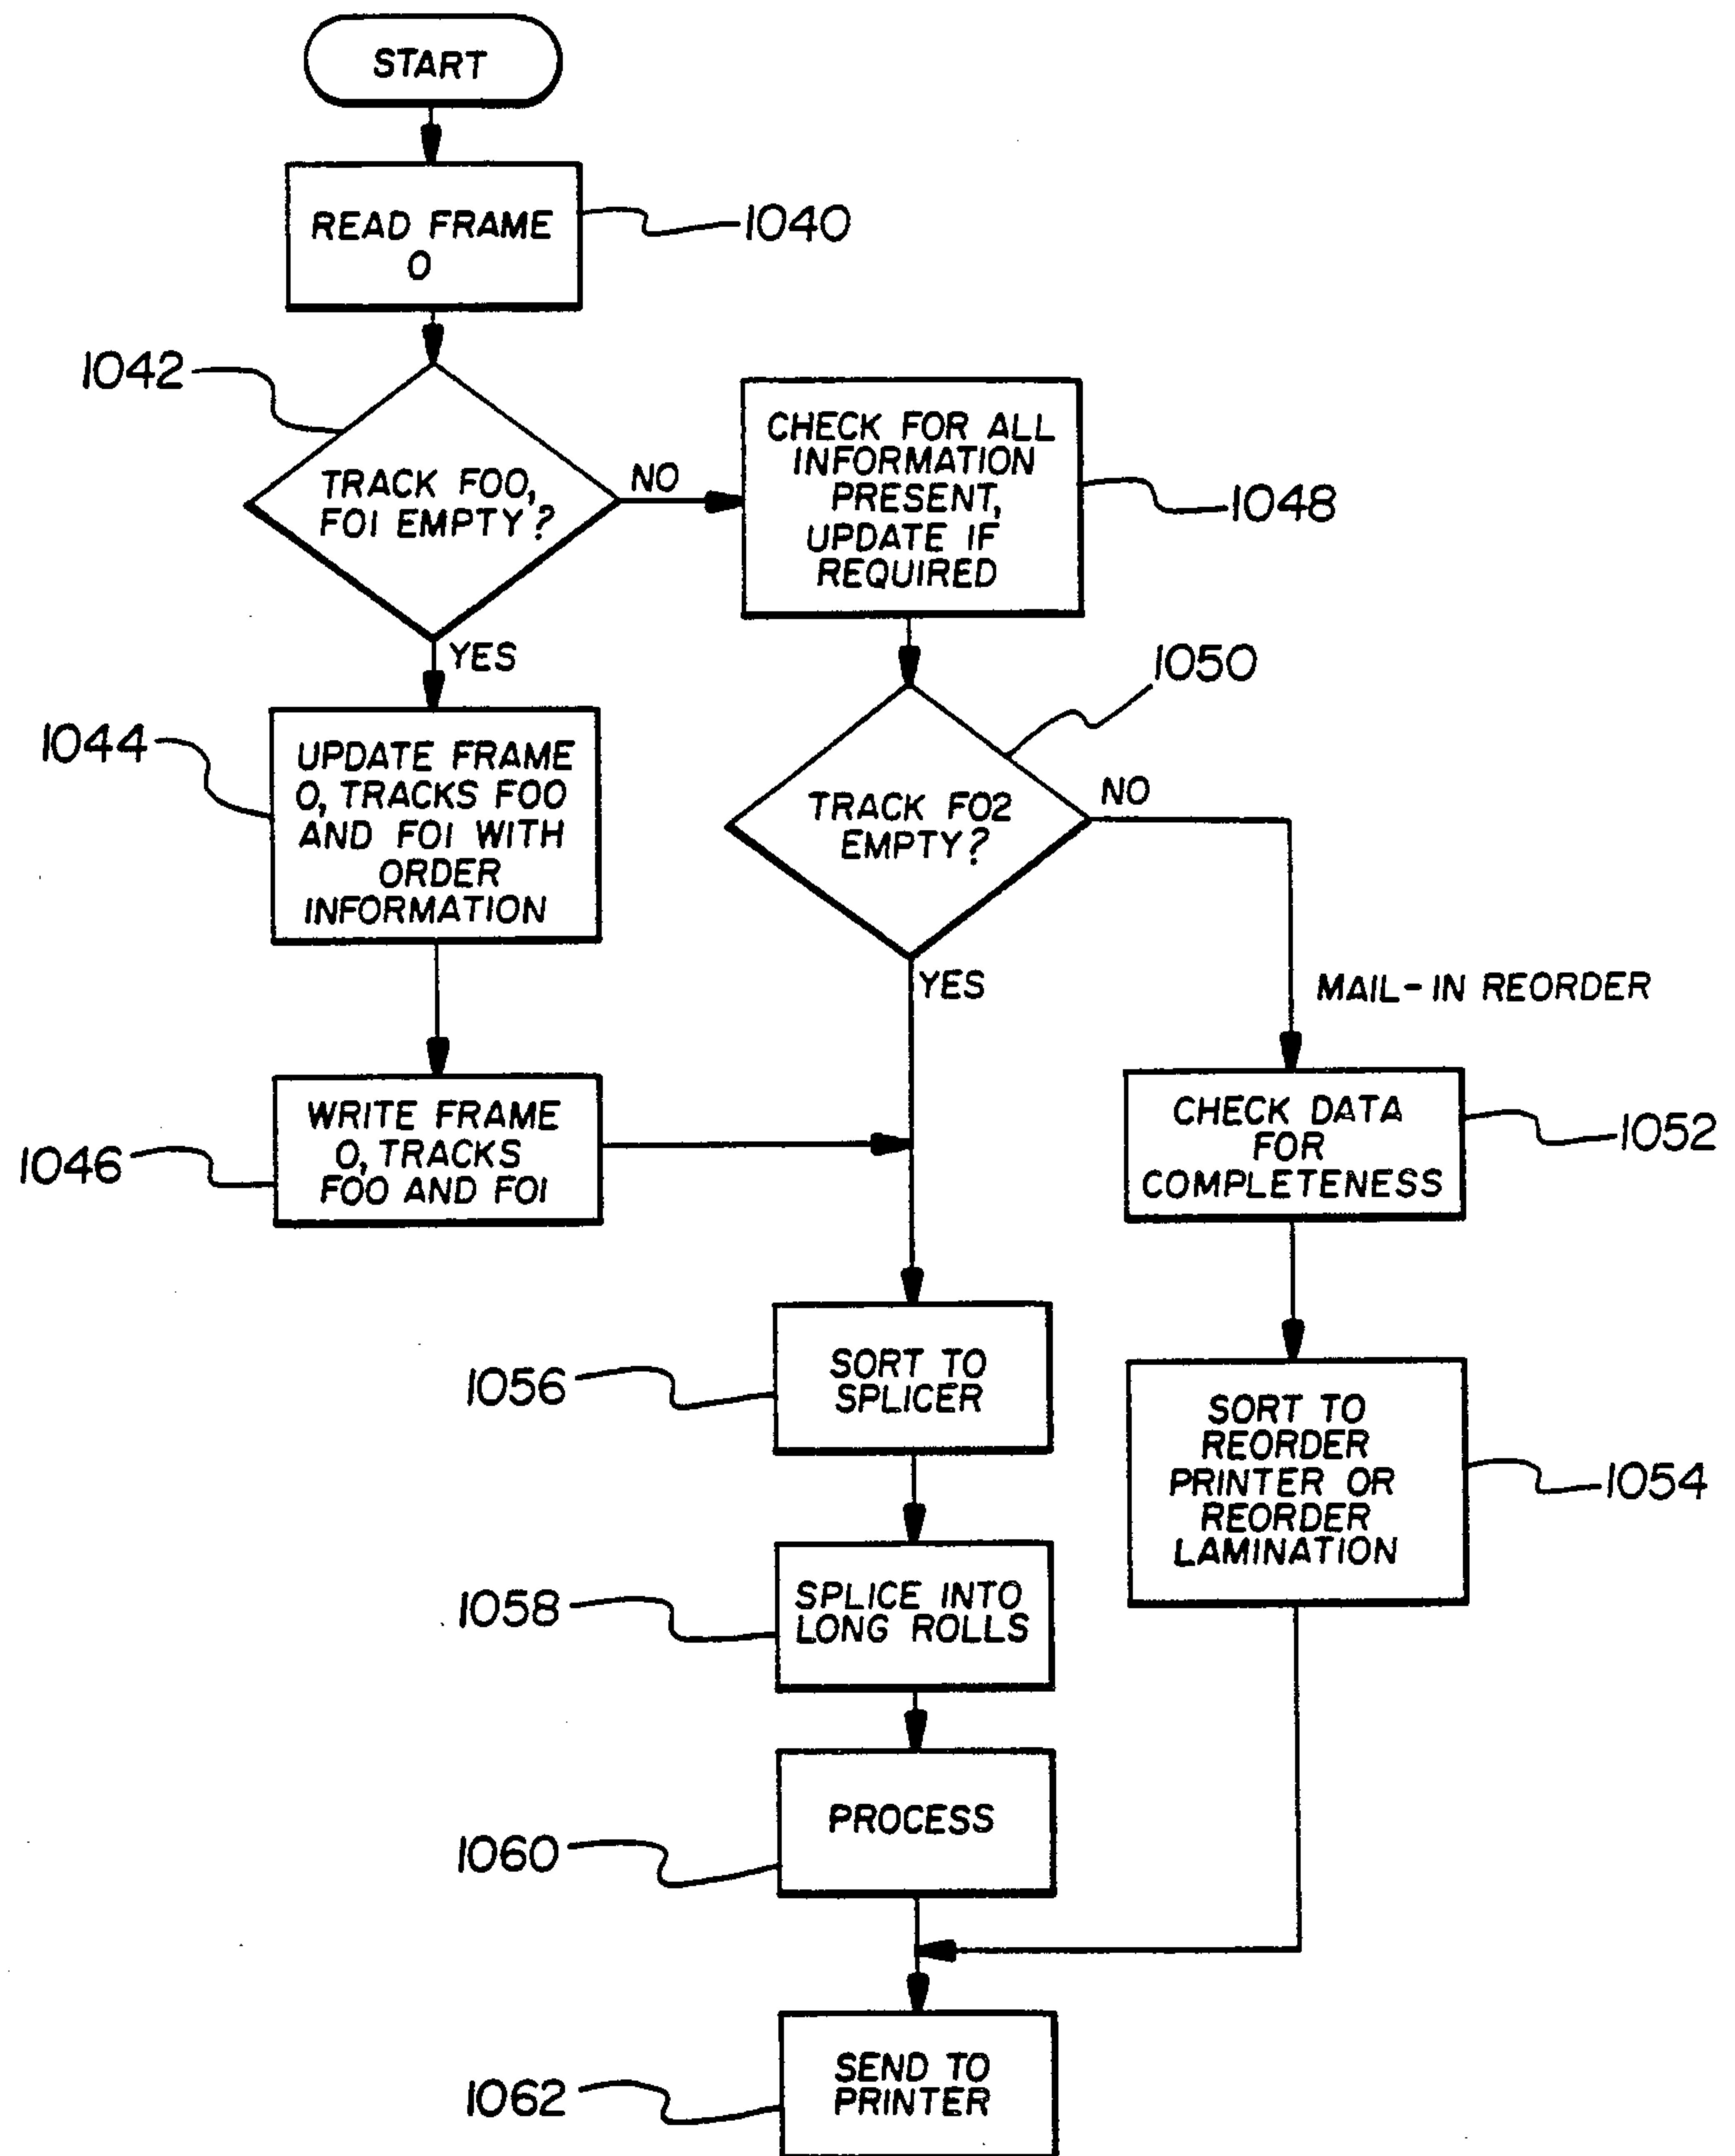 START
READ FRAME
0
1040
1042
TRACK F00,
F01 EMPTY?
NO
YES
CHECK FOR ALL
INFORMATION
PRESENT,
UPDATE IF
REQUIRED
1048
1044
UPDATE FRAME
0, TRACKS F00
AND F01 WITH
ORDER
INFORMATION
1050
TRACK F02
EMPTY?
NO
YES
MAIL-IN REORDER
1046
WRITE FRAME
0, TRACKS
F00 AND F01
CHECK DATA
FOR
COMPLETENESS
1052
1056
SORT TO
SPLICER
SORT TO
REORDER
PRINTER OR
REORDER
LAMINATION
1054
1058
SPLICE INTO
LONG ROLLS
1060
PROCESS
1062
SEND TO
PRINTER